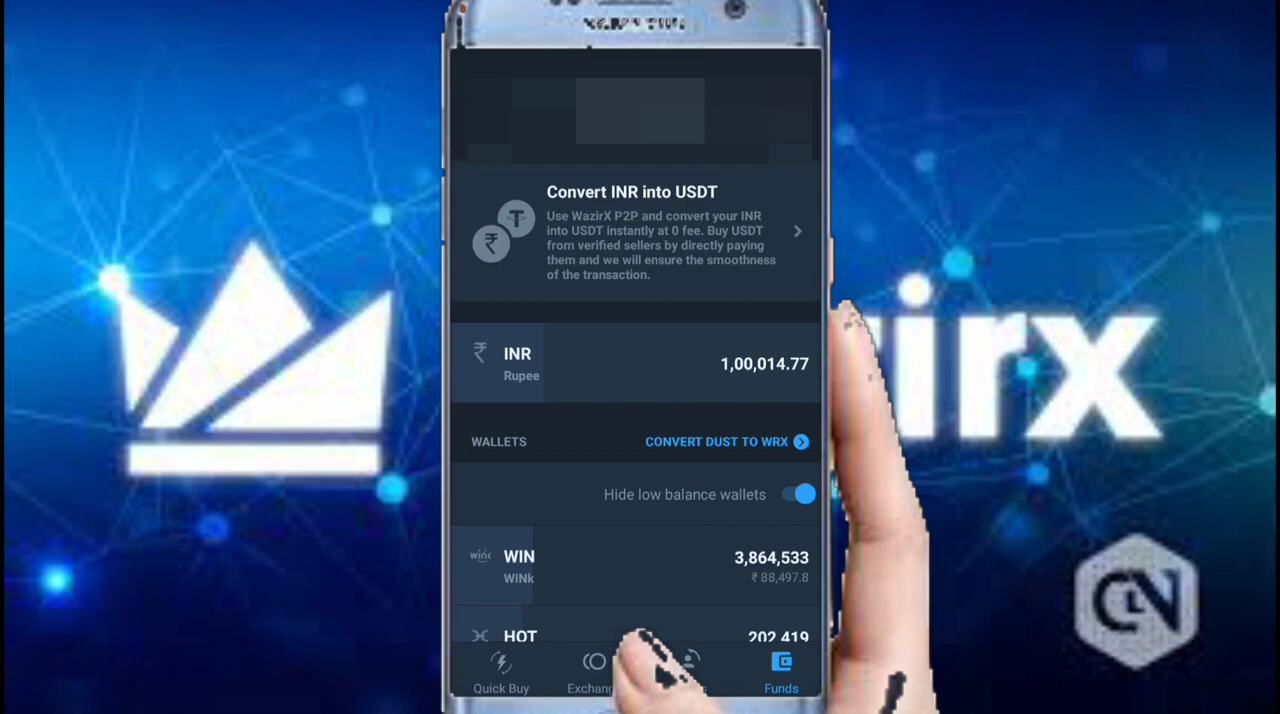 Convert INR into USDT
Use WazirX P2P and convert your INR
into USDT instantly at 0 fee. Buy USDT
from verified sellers by directly paying
them and we will ensure the smoothness
of the transaction.
₹
INR
1,00,014.77
Rupee
WALLETS
CONVERT DUST TO WRX
Hide low balance wallets
wink
WIN
3,864,533
WINk
₹ 88,497.8
HOT
202,419
Quick Buy
Funds
irx